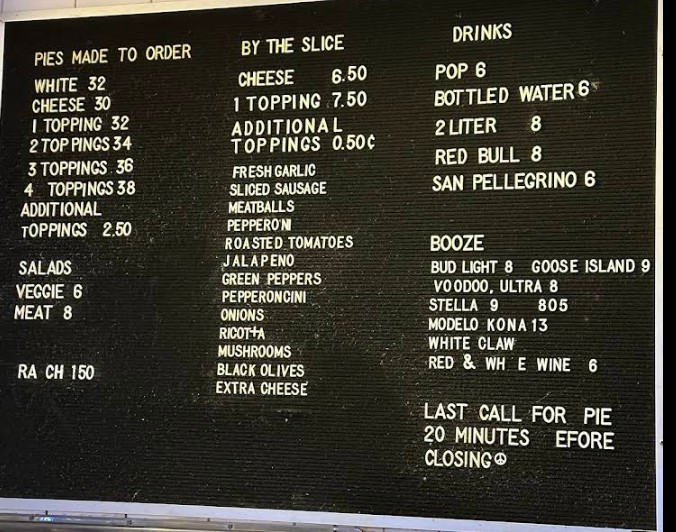 PIES MADE TO ORDER
WHITE 32
CHEESE 30
1 TOPPING 32
2 TOPPINGS 34
3 TOPPINGS 36
4 TOPPINGS 38
ADDITIONAL
TOPPINGS 2.50
SALADS
VEGGIE 6
MEAT 8
RA CH 150
BY THE SLICE
CHEESE 6.50
1 TOPPING 7.50
ADDITIONAL
TOPPINGS 0.50¢
FRESH GARLIC
SLICED SAUSAGE
MEATBALLS
PEPPERO'NI
ROASTED TOMATOES
JALAPENO
GREEN PEPPERS
PEPPERONCINI
ONIONS
RICOTTA
MUSHROOMS
BLACK OLIVES
EXTRA CHEESE
DRINKS
POP 6
BOTTLED WATER 6
2 LITER 8
RED BULL 8
SAN PELLEGRINO 6
BOOZE
BUD LIGHT 8 GOOSE ISLAND 9
VOODOO, ULTRA 8
STELLA 9 805
MODELO KONA 13
WHITE CLAW
RED & WH E WINE 6
LAST CALL FOR PIE
20 MINUTES EFORE
CLOSING ☮